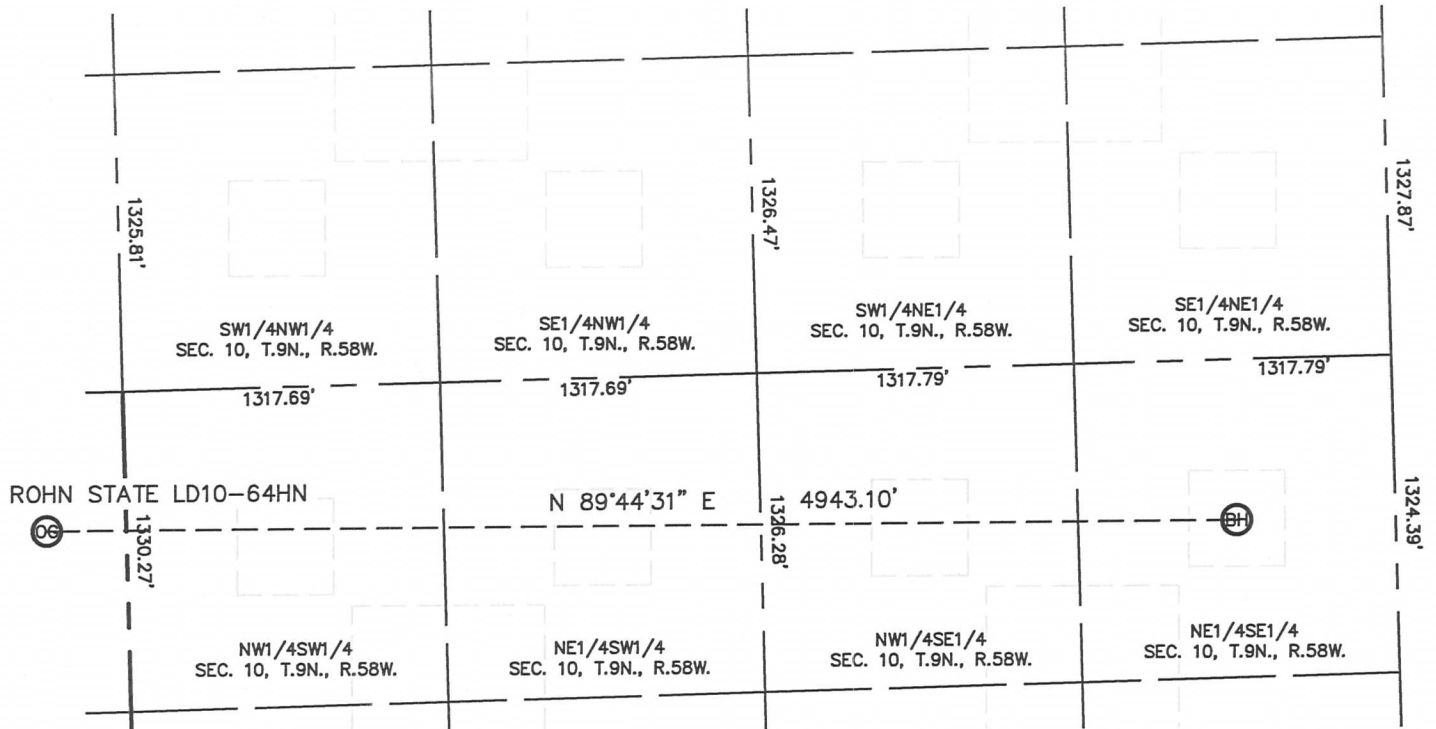 1325.81'
1326.47'
1327.87'
SW1/4NW1/4
SEC. 10, T.9N., R.58W.
SE1/4NW1/4
SEC. 10, T.9N., R.58W.
SW1/4NE1/4
SEC. 10, T.9N., R.58W.
SE1/4NE1/4
SEC. 10, T.9N., R.58W.
1317.69'
1317.69'
1317.79'
1317.79'
ROHN STATE LD10-64HN
N 89°44'31" E 4943.10'
OG
BH
1330.27'
1326.28'
1324.39'
NW1/4SW1/4
SEC. 10, T.9N., R.58W.
NE1/4SW1/4
SEC. 10, T.9N., R.58W.
NW1/4SE1/4
SEC. 10, T.9N., R.58W.
NE1/4SE1/4
SEC. 10, T.9N., R.58W.